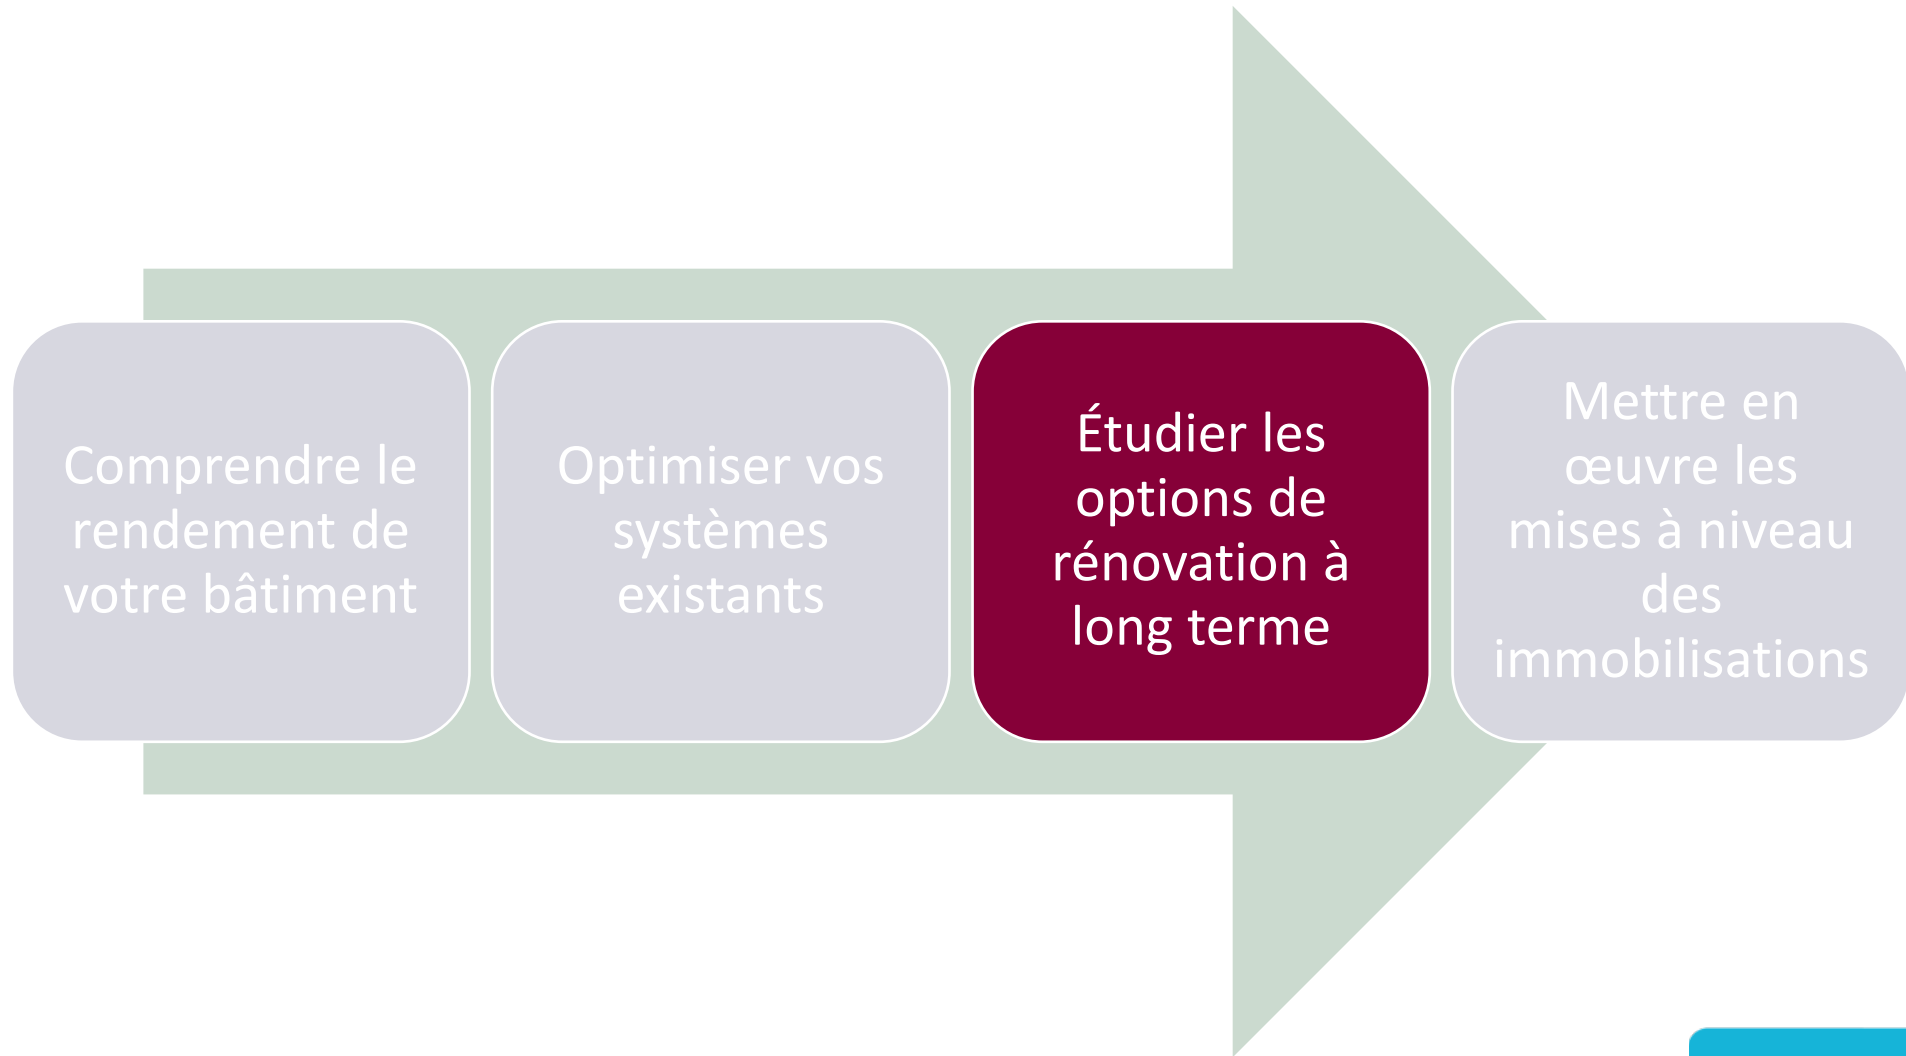 Comprendre le
rendement de
votre bâtiment
Optimiser vos
systèmes
existants
Étudier les
options de
rénovation à
long terme
Mettre en
œuvre les
mises à niveau
des
immobilisations